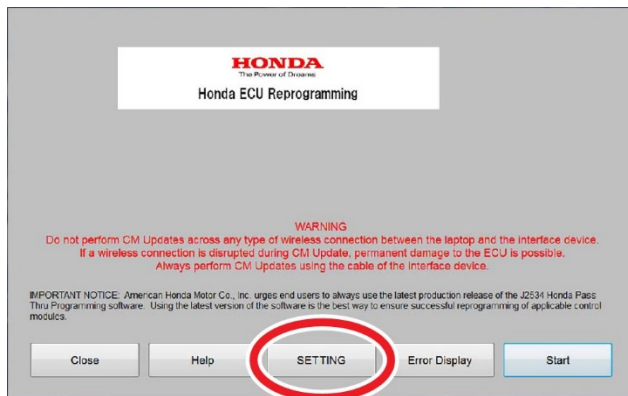 HONDA
The Power of Dreams
Honda ECU Reprogramming
WARNING
Do not perform CM Updates across any type of wireless connection between the laptop and the interface device.
If a wireless connection is disrupted during CM Update, permanent damage to the ECU is possible.
Always perform CM Updates using the cable of the interface device.
IMPORTANT NOTICE: American Honda Motor Co., Inc. urges end users to always use the latest production release of the J2534 Honda Pass
Thru Programming software. Using the latest version of the software is the best way to ensure successful reprogramming of applicable control
modules.
Close Help SETTING Error Display Start